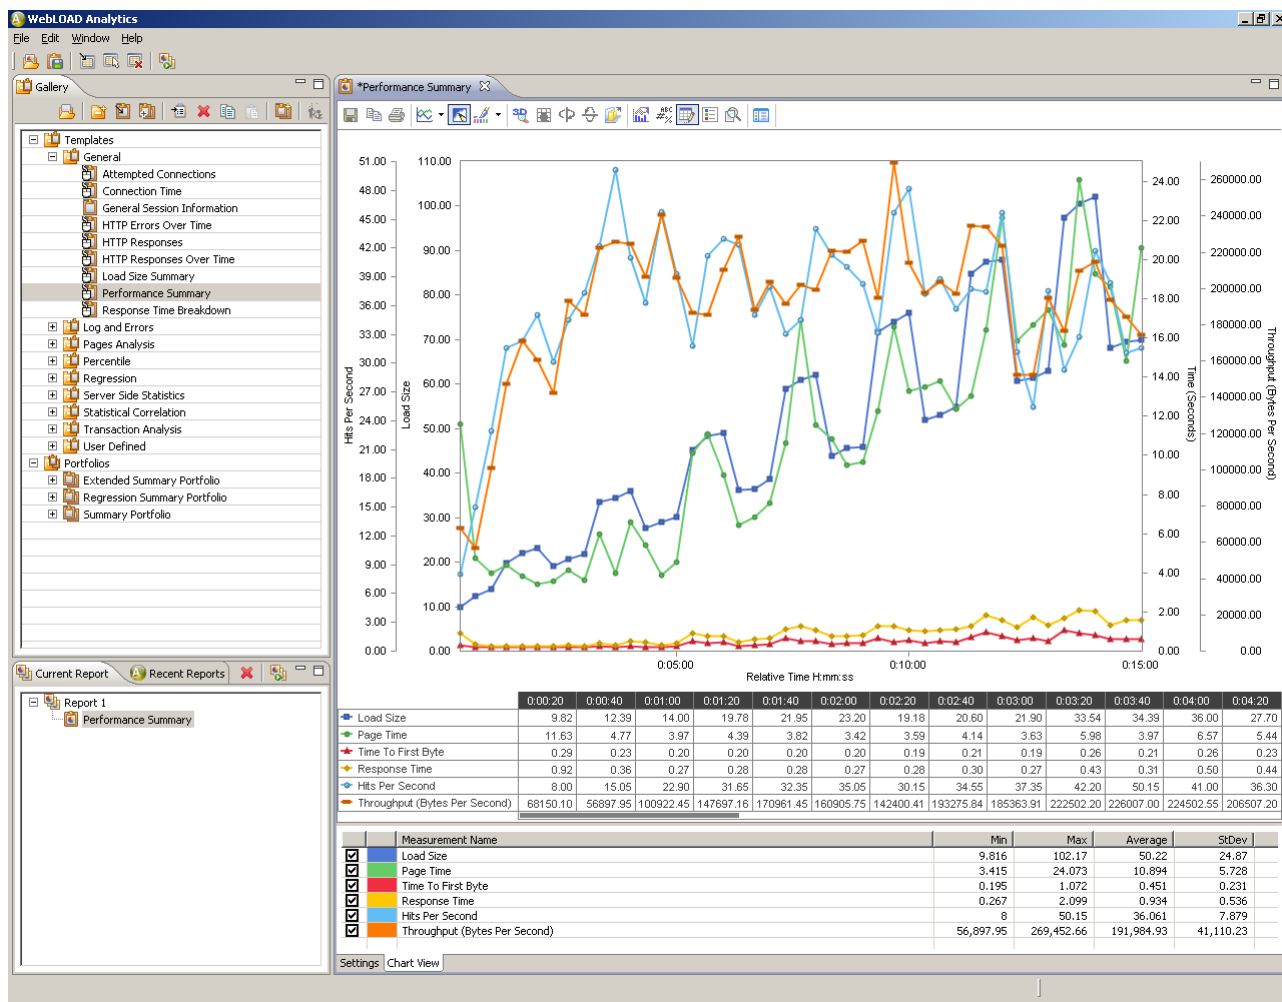 WebLOAD Analytics
File Edit Window Help
Gallery
Templates
General
Attempted Connections
Connection Time
General Session Information
HTTP Errors Over Time
HTTP Responses
HTTP Responses Over Time
Load Size Summary
Performance Summary
Response Time Breakdown
Log and Errors
Pages Analysis
Percentile
Regression
Server Side Statistics
Statistical Correlation
Transaction Analysis
User Defined
Portfolios
Extended Summary Portfolio
Regression Summary Portfolio
Summary Portfolio
Current Report Recent Reports
Report 1
Performance Summary
*Performance Summary
3D ABC
Hits Per Second
51.00
48.00
45.00
42.00
39.00
36.00
33.00
30.00
27.00
24.00
21.00
18.00
15.00
12.00
9.00
6.00
3.00
0.00
Load Size
110.00
100.00
90.00
80.00
70.00
60.00
50.00
40.00
30.00
20.00
10.00
0.00
0:05:00 0:10:00 0:15:00
Relative Time H:mm:ss
Time (Seconds)
24.00
22.00
20.00
18.00
16.00
14.00
12.00
10.00
8.00
6.00
4.00
2.00
0.00
Throughput (Bytes Per Second)
260000.00
240000.00
220000.00
200000.00
180000.00
160000.00
140000.00
120000.00
100000.00
80000.00
60000.00
40000.00
20000.00
0.00
0:00:20 0:00:40 0:01:00 0:01:20 0:01:40 0:02:00 0:02:20 0:02:40 0:03:00 0:03:20 0:03:40 0:04:00 0:04:20
Load Size 9.82 12.39 14.00 19.78 21.95 23.20 19.18 20.60 21.90 33.54 34.39 36.00 27.70
Page Time 11.63 4.77 3.97 4.39 3.82 3.42 3.59 4.14 3.63 5.98 3.97 6.57 5.44
Time To First Byte 0.29 0.23 0.20 0.20 0.20 0.20 0.19 0.21 0.19 0.26 0.21 0.26 0.23
Response Time 0.92 0.36 0.27 0.28 0.28 0.27 0.28 0.30 0.27 0.43 0.31 0.50 0.44
Hits Per Second 8.00 15.05 22.90 31.65 32.35 35.05 30.15 34.55 37.35 42.20 50.15 41.00 36.30
Throughput (Bytes Per Second) 68150.10 56897.95 100922.45 147697.16 170961.45 160905.75 142400.41 193275.84 185363.91 222502.20 226007.00 224502.55 206507.20
Measurement Name Min Max Average StDev
Load Size 9.816 102.17 50.22 24.87
Page Time 3.415 24.073 10.894 5.728
Time To First Byte 0.195 1.072 0.451 0.231
Response Time 0.267 2.099 0.934 0.536
Hits Per Second 8 50.15 36.061 7.879
Throughput (Bytes Per Second) 56,897.95 269,452.66 191,984.93 41,110.23
Settings Chart View